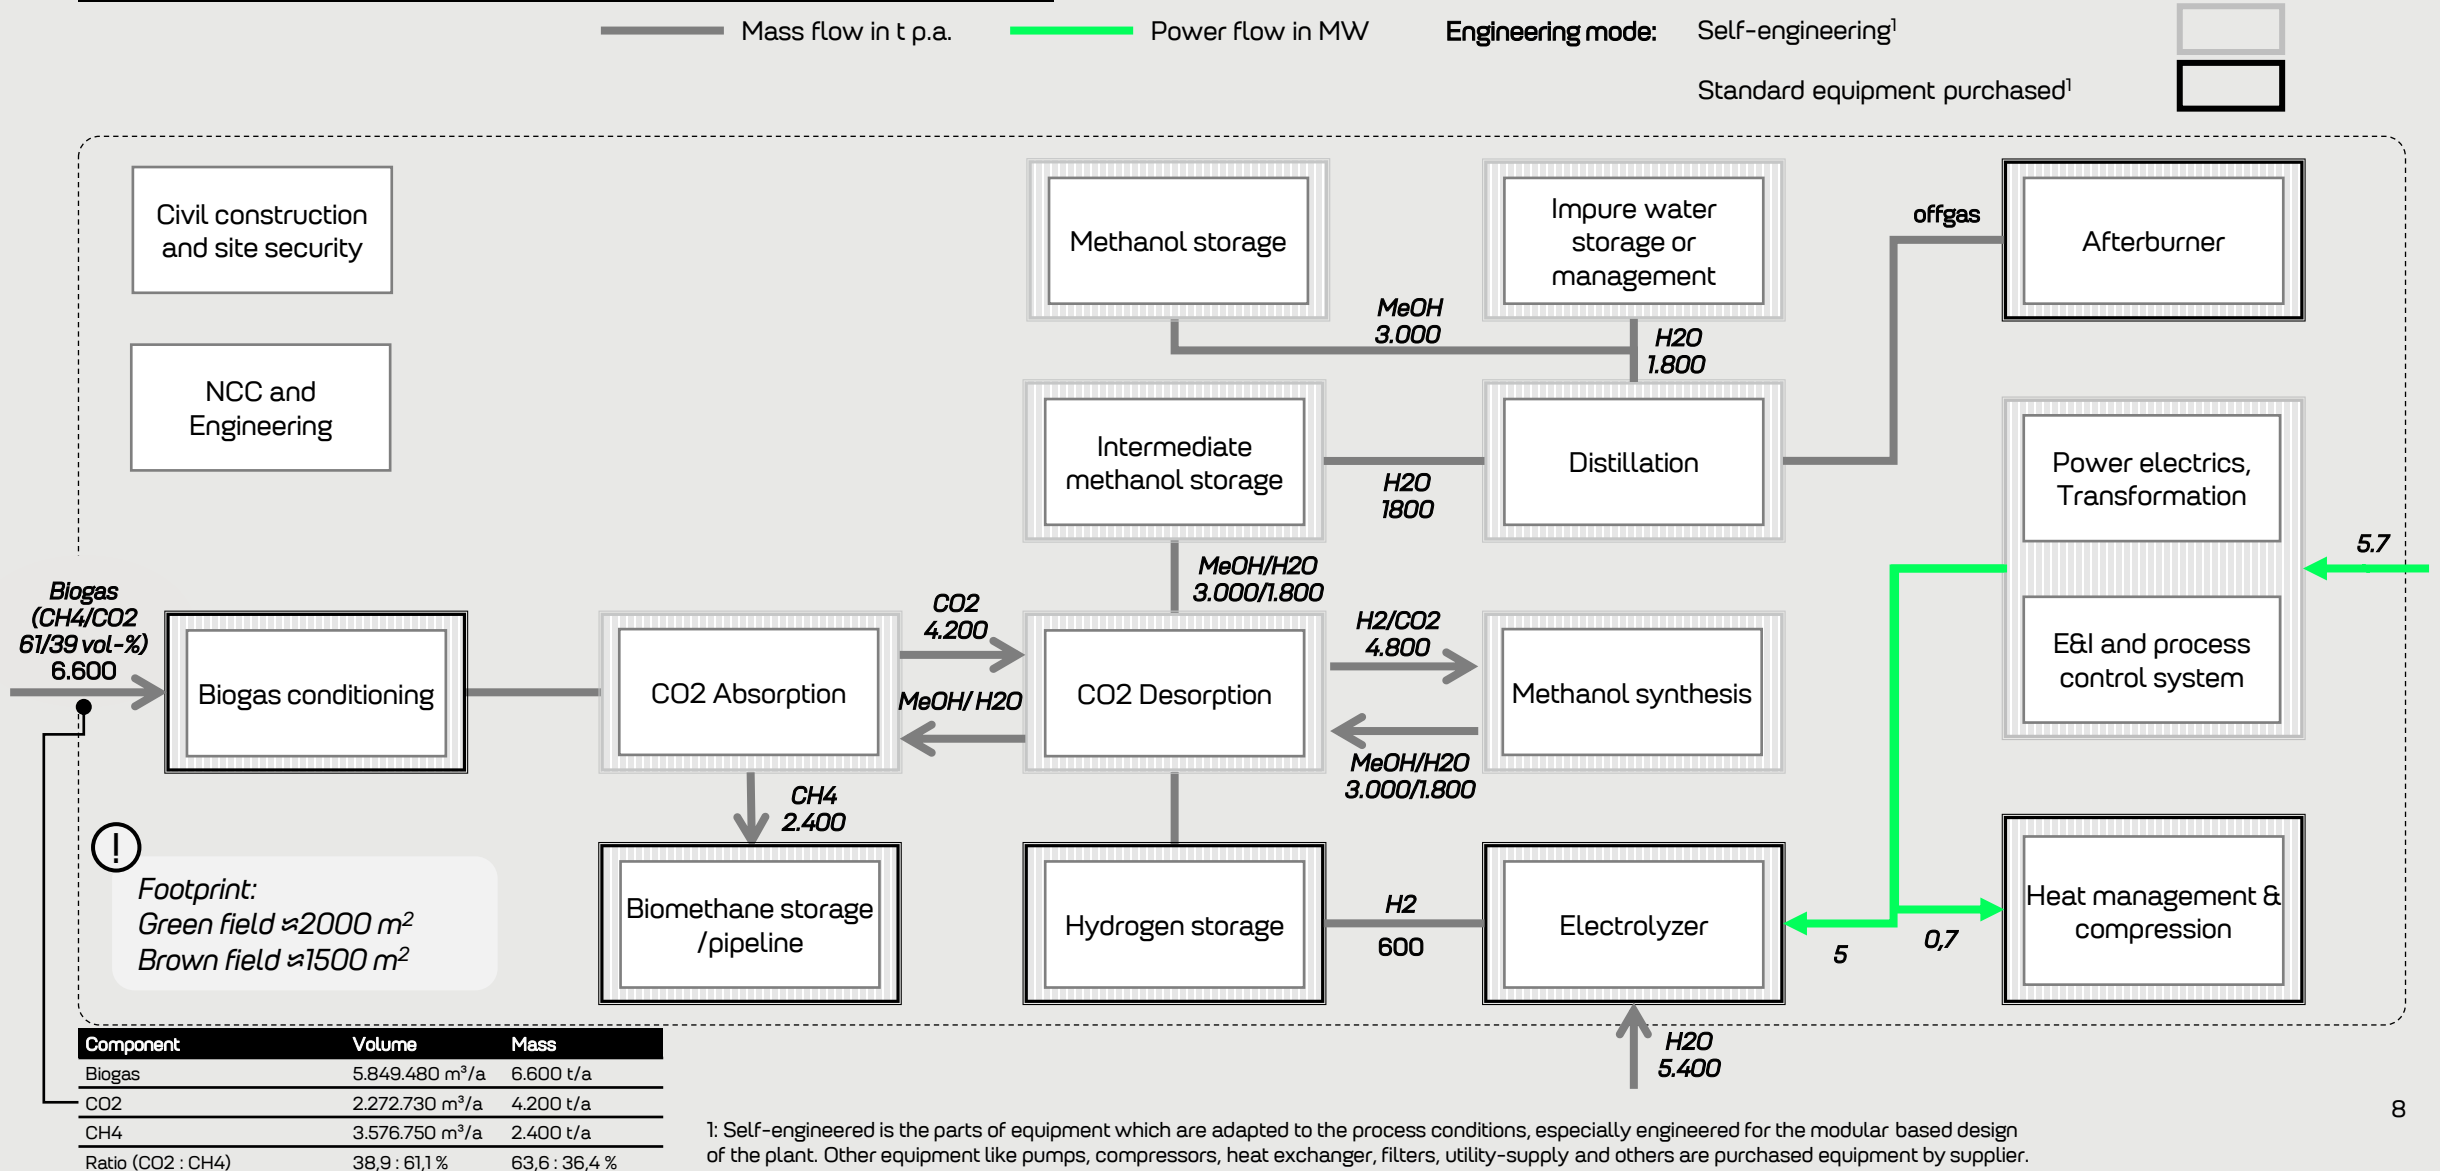 Mass flow in t p.a.
Power flow in MW
Engineering mode:
Self-engineering¹
Standard equipment purchased¹
Civil construction
and site security
NCC and
Engineering
Methanol storage
Impure water
storage or
management
offgas
Afterburner
MeOH
3.000
H2O
1.800
Intermediate
methanol storage
H2O
1800
Distillation
Power electrics,
Transformation
5.7
E&I and process
control system
MeOH/H2O
3.000/1.800
Biogas
(CH4/CO2
61/39 vol-%)
6.600
Biogas conditioning
CO2 Absorption
CO2
4.200
MeOH/ H2O
CO2 Desorption
H2/CO2
4.800
MeOH/H2O
3.000/1.800
Methanol synthesis
CH4
2.400
Footprint:
Green field ≈2000 m²
Brown field ≈1500 m²
!
Biomethane storage
/pipeline
Hydrogen storage
H2
600
Electrolyzer
5
0,7
Heat management &
compression
H2O
5.400
Component Volume Mass
Biogas 5.849.480 m³/a 6.600 t/a
CO2 2.272.730 m³/a 4.200 t/a
CH4 3.576.750 m³/a 2.400 t/a
Ratio (CO2 : CH4) 38,9 : 61,1 % 63,6 : 36,4 %
1: Self-engineered is the parts of equipment which are adapted to the process conditions, especially engineered for the modular based design
of the plant. Other equipment like pumps, compressors, heat exchanger, filters, utility-supply and others are purchased equipment by supplier.
8